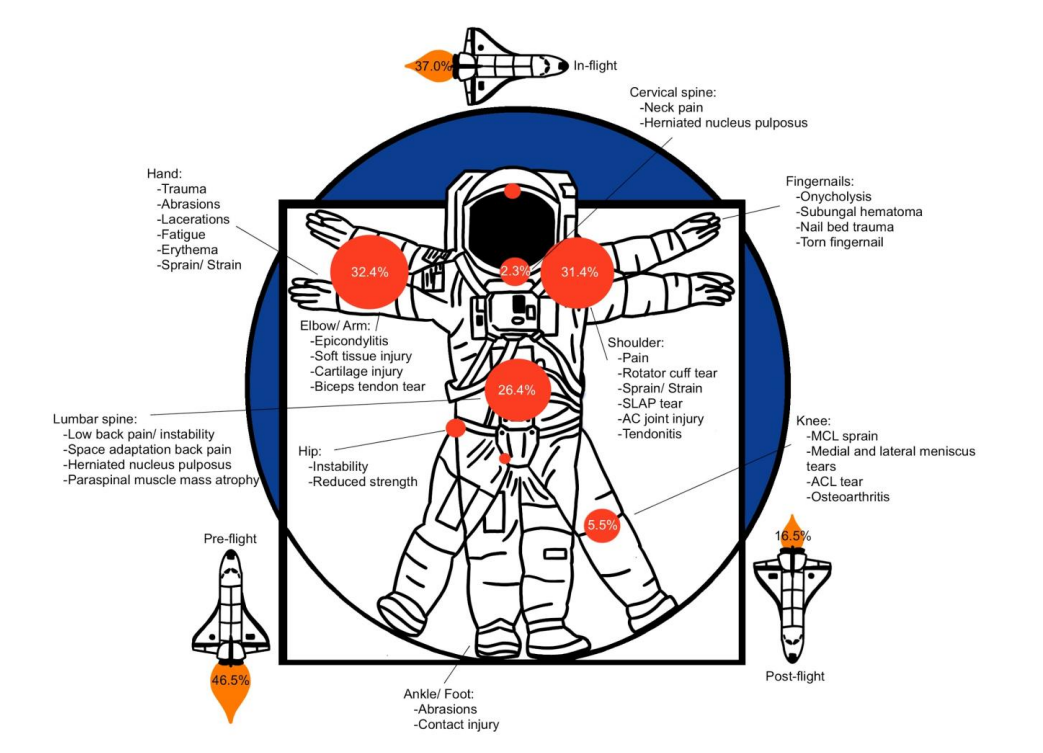 37.0%
In-flight
Cervical spine:
-Neck pain
-Herniated nucleus pulposus
Hand:
-Trauma
-Abrasions
-Lacerations
-Fatigue
-Erythema
-Sprain/ Strain
Fingernails:
-Onycholysis
-Subungal hematoma
-Nail bed trauma
-Torn fingernail
32.4%
2.3%
31.4%
Elbow/ Arm:
-Epicondylitis
-Soft tissue injury
-Cartilage injury
-Biceps tendon tear
Shoulder:
-Pain
-Rotator cuff tear
-Sprain/ Strain
-SLAP tear
-AC joint injury
-Tendonitis
26.4%
Lumbar spine:
-Low back pain/ instability
-Space adaptation back pain
-Herniated nucleus pulposus
-Paraspinal muscle mass atrophy
Hip:
-Instability
-Reduced strength
Knee:
-MCL sprain
-Medial and lateral meniscus
tears
-ACL tear
-Osteoarthritis
5.5%
Pre-flight
46.5%
16.5%
Post-flight
Ankle/ Foot:
-Abrasions
-Contact injury